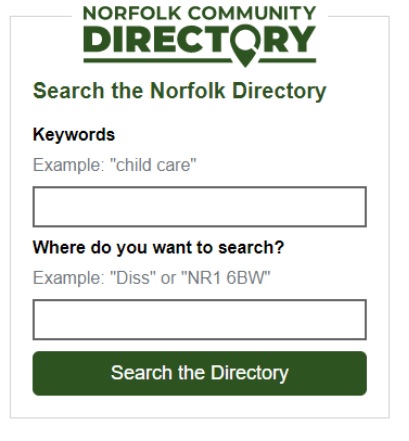 NORFOLK COMMUNITY
DIRECTORY
Search the Norfolk Directory
Keywords
Example: "child care"
Where do you want to search?
Example: "Diss" or "NR1 6BW"
Search the Directory